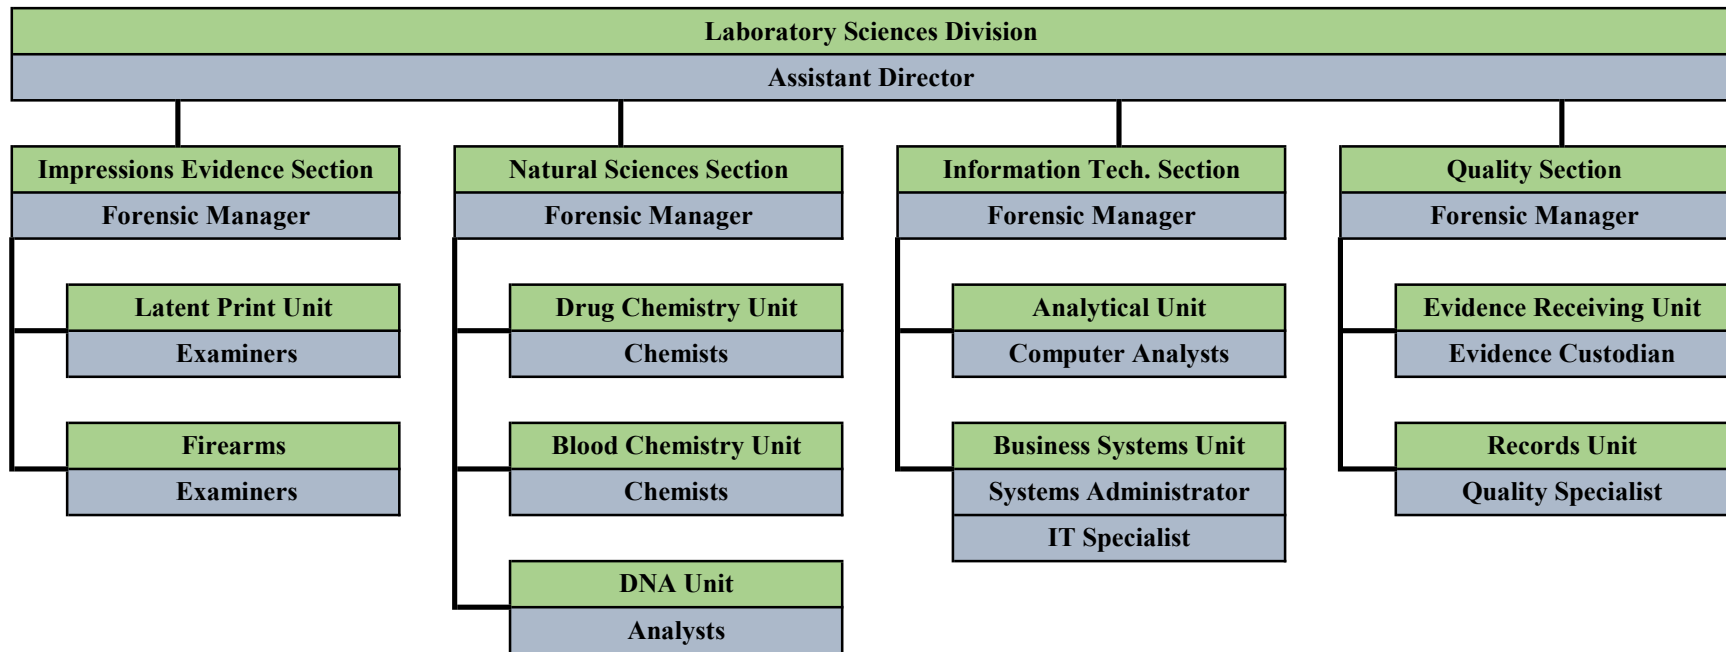 Laboratory Sciences Division
Assistant Director
Impressions Evidence Section
Forensic Manager
Latent Print Unit
Examiners
Firearms
Examiners
Natural Sciences Section
Forensic Manager
Drug Chemistry Unit
Chemists
Blood Chemistry Unit
Chemists
DNA Unit
Analysts
Information Tech. Section
Forensic Manager
Analytical Unit
Computer Analysts
Business Systems Unit
Systems Administrator
IT Specialist
Quality Section
Forensic Manager
Evidence Receiving Unit
Evidence Custodian
Records Unit
Quality Specialist